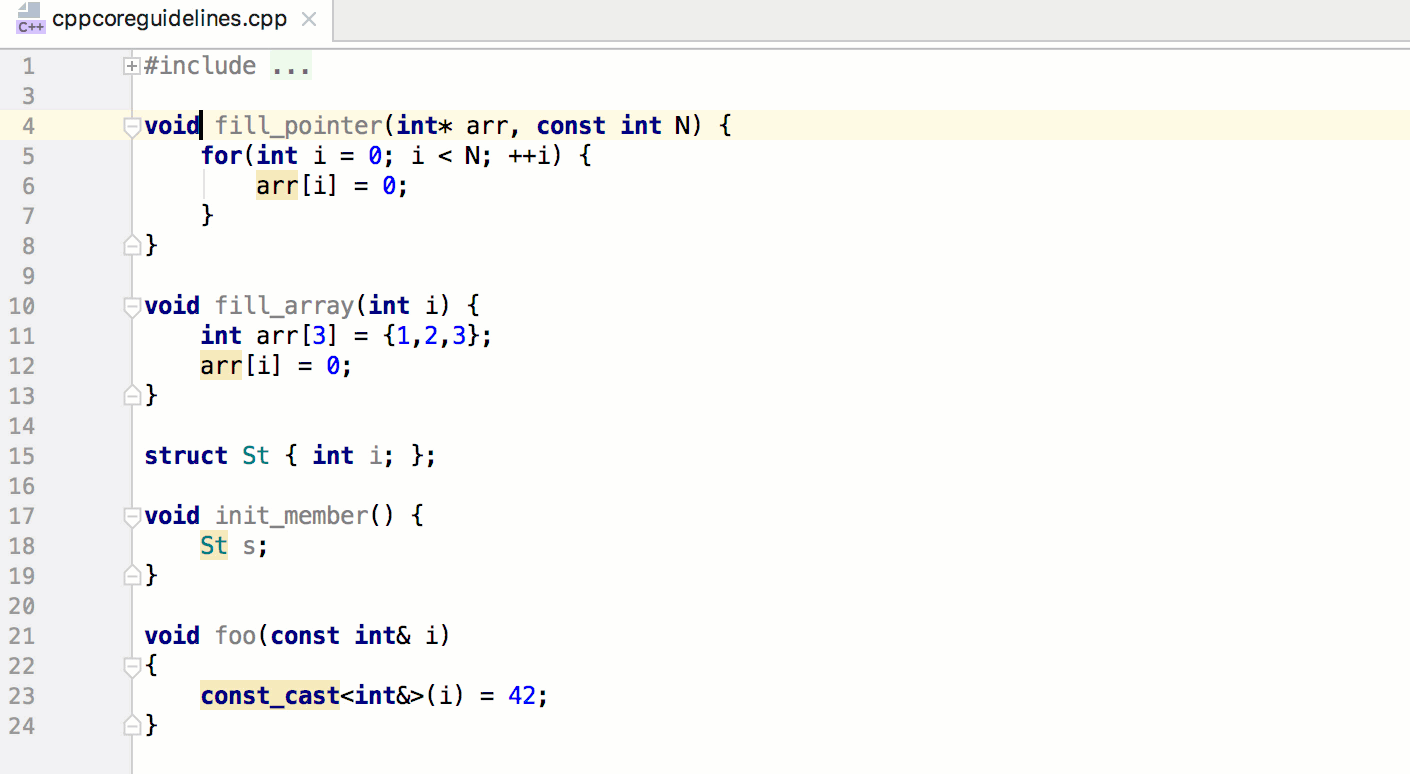 C++ cppcoreguidelines.cpp
1 #include ...
3
4 void fill_pointer(int* arr, const int N) {
5     for(int i = 0; i < N; ++i) {
6         arr[i] = 0;
7     }
8 }
9
10 void fill_array(int i) {
11     int arr[3] = {1,2,3};
12     arr[i] = 0;
13 }
14
15 struct St { int i; };
16
17 void init_member() {
18     St s;
19 }
20
21 void foo(const int& i)
22 {
23     const_cast<int&>(i) = 42;
24 }